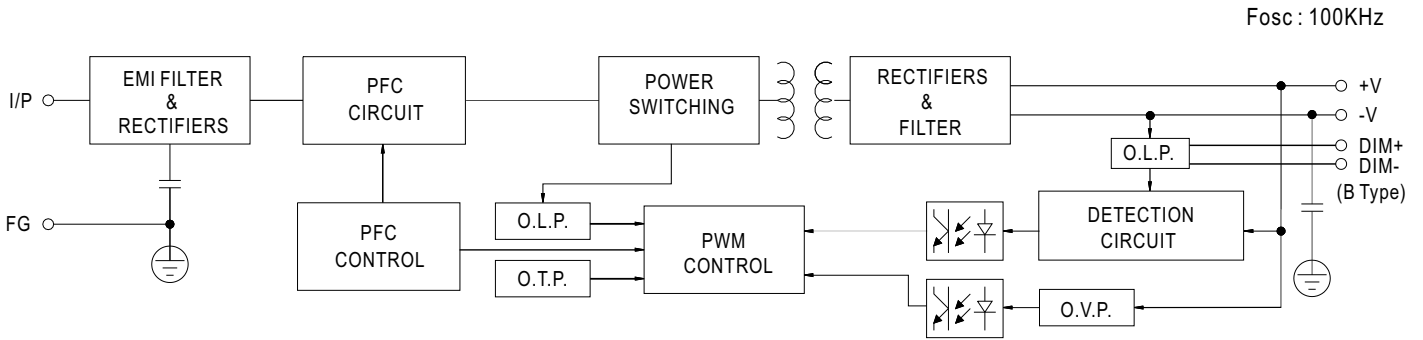 Fosc : 100KHz
I/P
EMI FILTER
&
RECTIFIERS
PFC
CIRCUIT
POWER
SWITCHING
RECTIFIERS
&
FILTER
+V
-V
DIM+
DIM-
(B Type)
O.L.P.
FG
PFC
CONTROL
O.L.P.
O.T.P.
PWM
CONTROL
DETECTION
CIRCUIT
O.V.P.